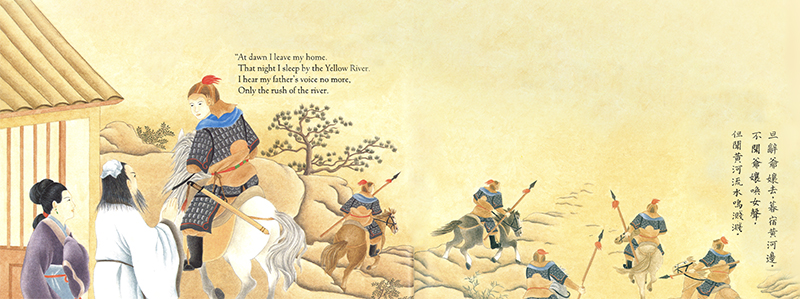 “At dawn I leave my home.
That night I sleep by the Yellow River.
I hear my father’s voice no more,
Only the rush of the river.
旦辭爺孃去，暮宿黃河邊，
不聞爺孃喚女聲，
但聞黃河流水鳴濺濺。